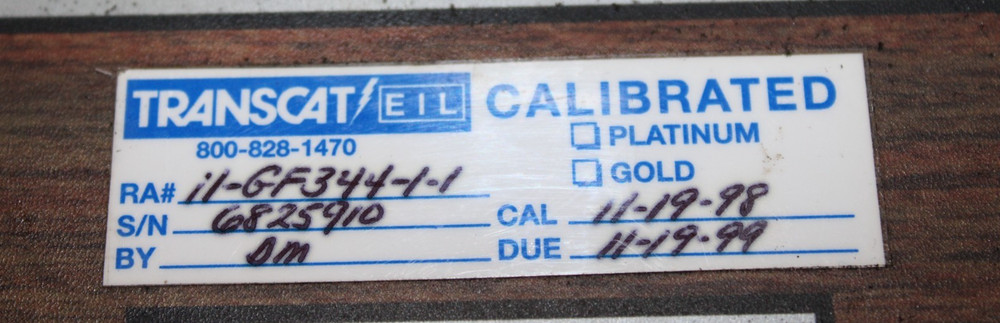 TRANSCAT EIL CALIBRATED
800-828-1470
PLATINUM
GOLD
RA# i1-GF344-1-1
S/N 6825910
CAL 11-19-98
BY DM
DUE 11-19-99